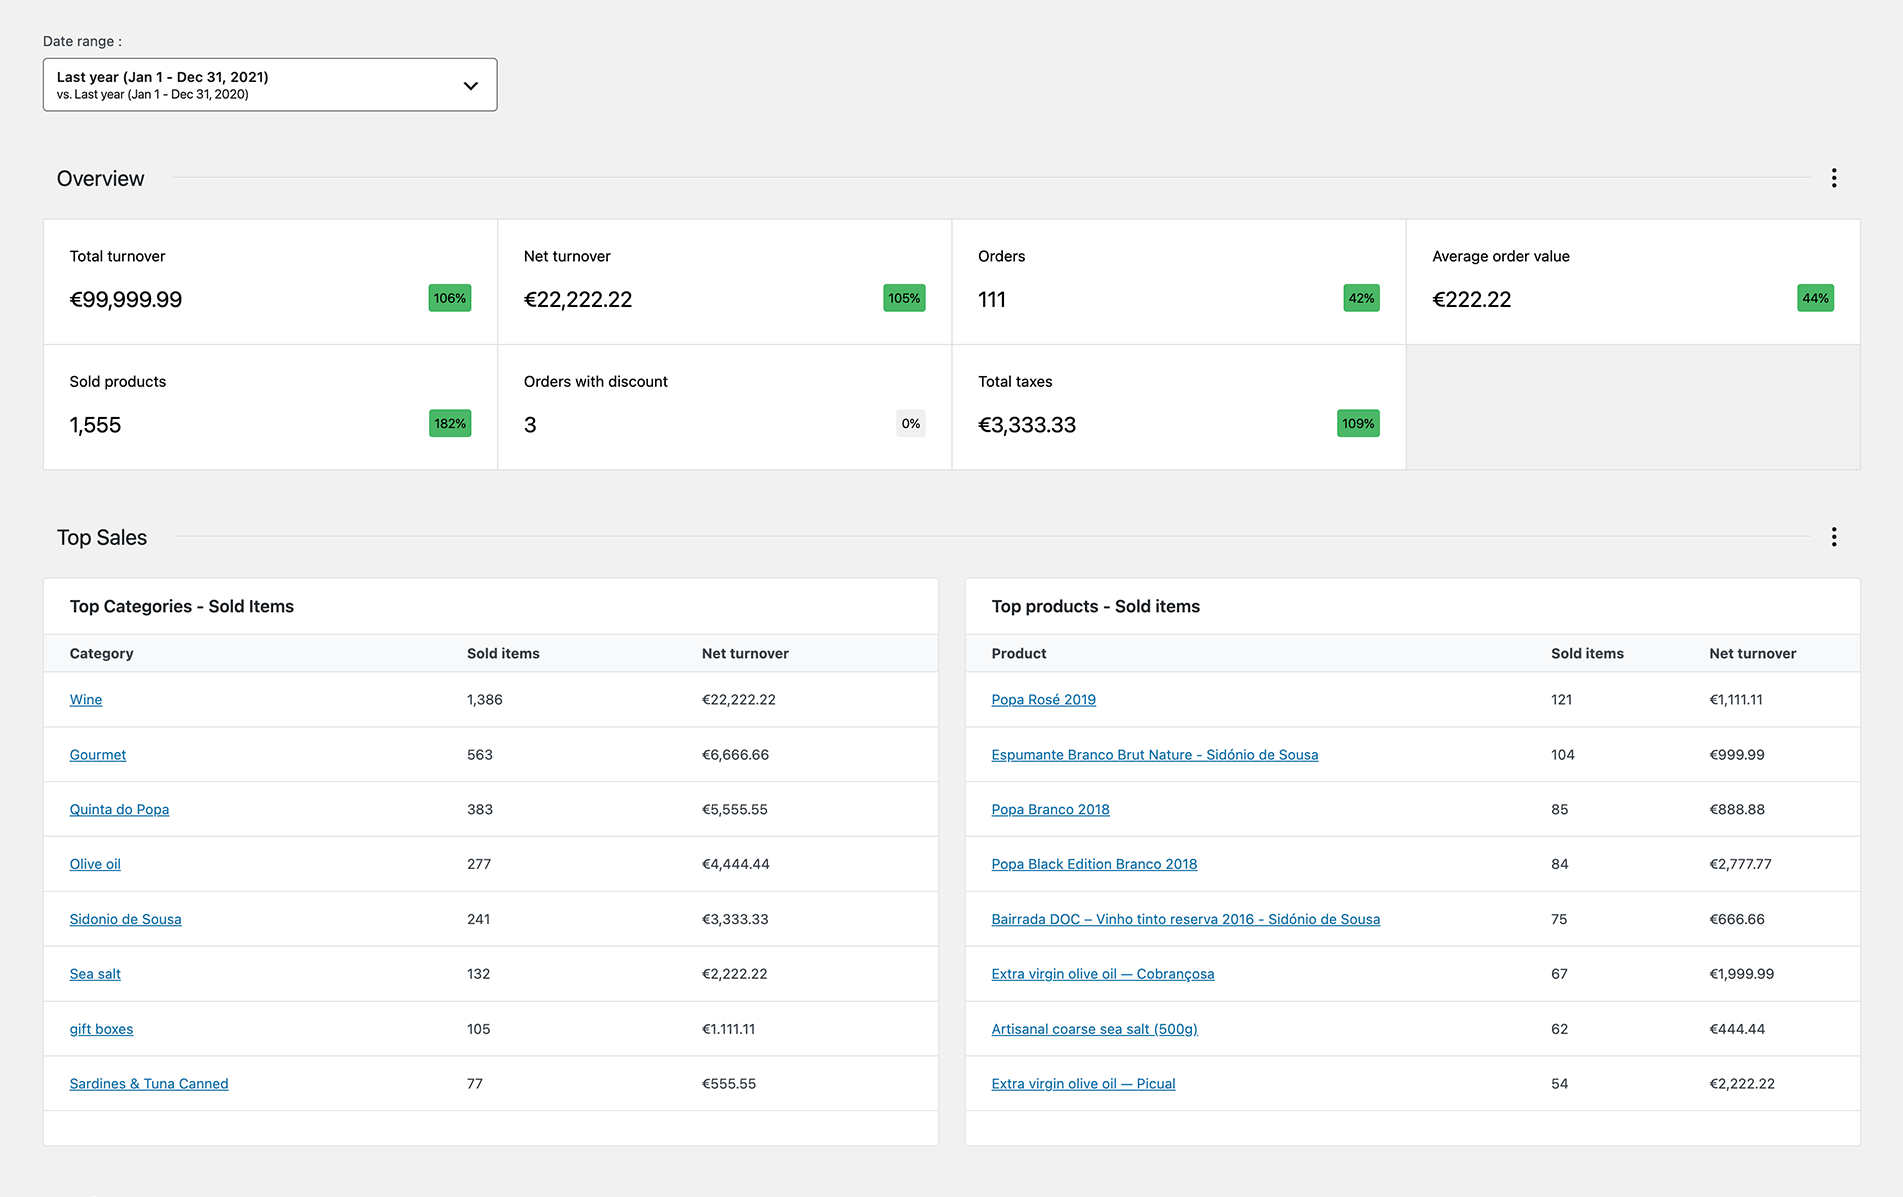 Date range :
Last year (Jan 1 - Dec 31, 2021)
vs. Last year (Jan 1 - Dec 31, 2020)
Overview
Total turnover
€99,999.99
106%
Net turnover
€22,222.22
105%
Orders
111
42%
Average order value
€222.22
44%
Sold products
1,555
182%
Orders with discount
3
0%
Total taxes
€3,333.33
109%
Top Sales
Top Categories - Sold Items
Category Sold items Net turnover
Wine 1,386 €22,222.22
Gourmet 563 €6,666.66
Quinta do Popa 383 €5,555.55
Olive oil 277 €4,444.44
Sidonio de Sousa 241 €3,333.33
Sea salt 132 €2,222.22
gift boxes 105 €1.111.11
Sardines & Tuna Canned 77 €555.55
Top products - Sold items
Product Sold items Net turnover
Popa Rosé 2019 121 €1,111.11
Espumante Branco Brut Nature - Sidónio de Sousa 104 €999.99
Popa Branco 2018 85 €888.88
Popa Black Edition Branco 2018 84 €2,777.77
Bairrada DOC – Vinho tinto reserva 2016 - Sidónio de Sousa 75 €666.66
Extra virgin olive oil — Cobrançosa 67 €1,999.99
Artisanal coarse sea salt (500g) 62 €444.44
Extra virgin olive oil — Picual 54 €2,222.22